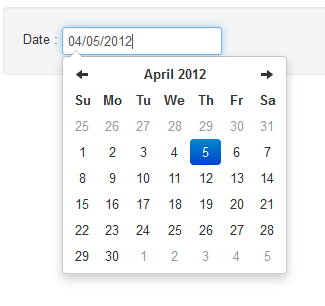 Date : 04/05/2012
April 2012
Su Mo Tu We Th Fr Sa
25 26 27 28 29 30 31
1 2 3 4 5 6 7
8 9 10 11 12 13 14
15 16 17 18 19 20 21
22 23 24 25 26 27 28
29 30 1 2 3 4 5